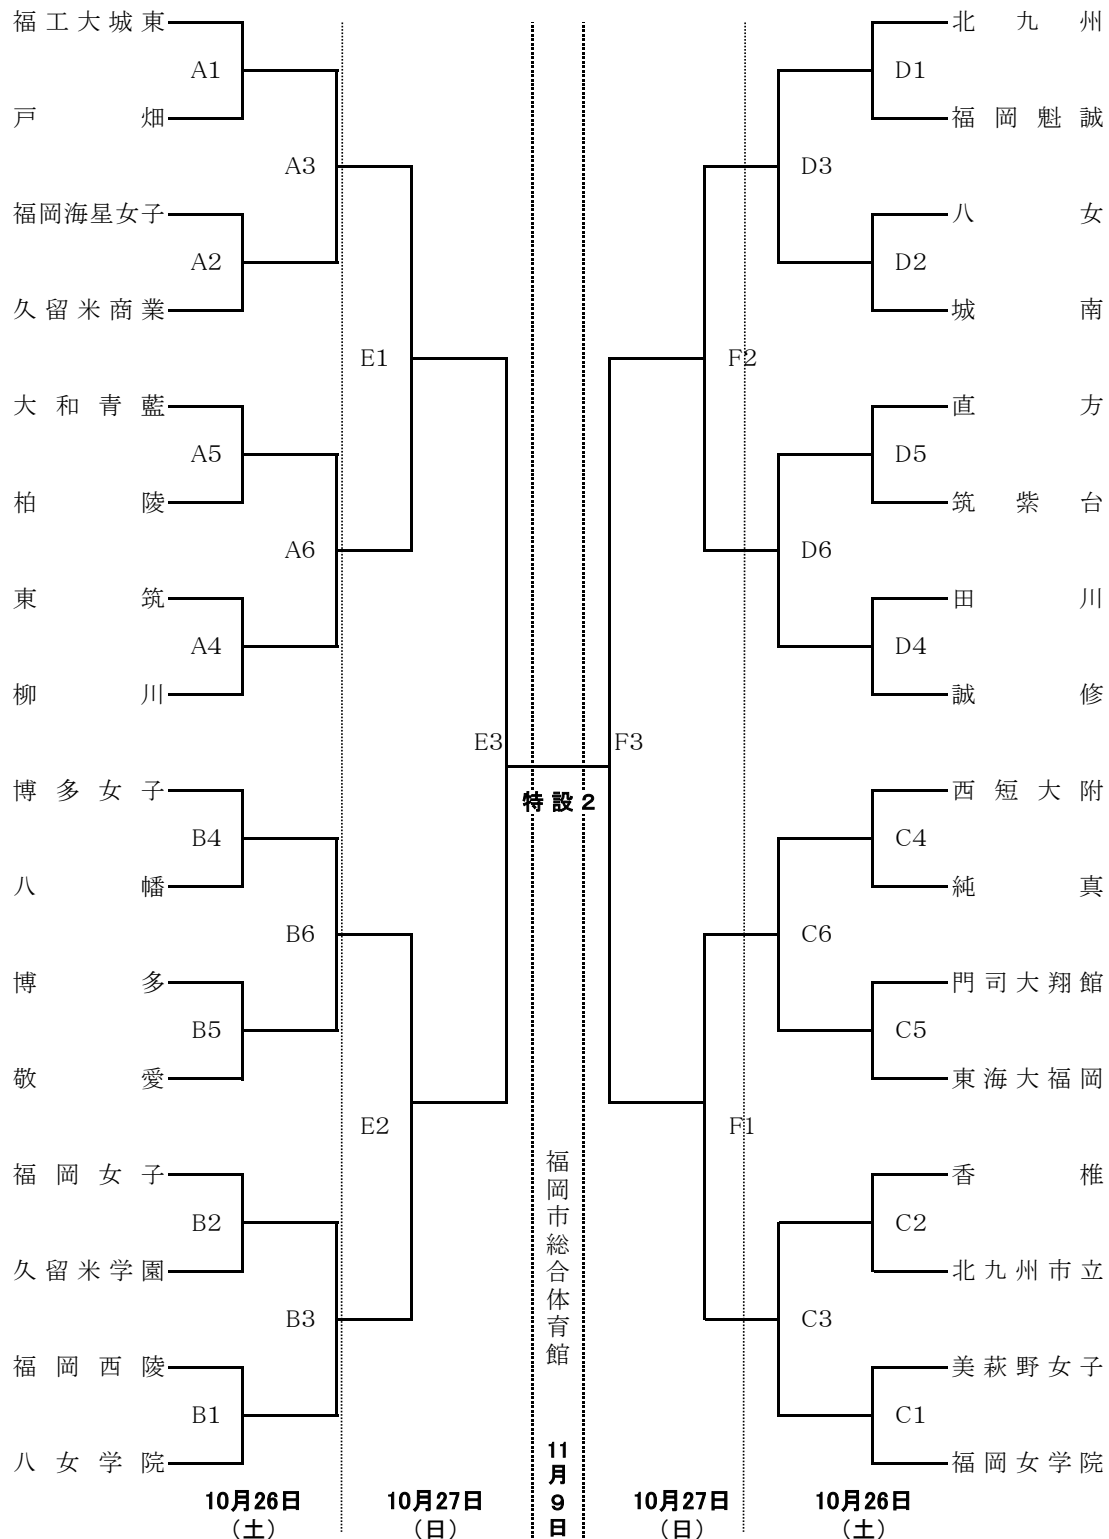 福工大城東
A1
戸畑
A3
福岡海星女子
A2
久留米商業
E1
大和青藍
A5
柏陵
A6
東筑
A4
柳川
E3
博多女子
B4
八幡
B6
博多
B5
敬愛
E2
福岡女子
B2
久留米学園
B3
福岡西陵
B1
八女学院
特設2
福岡市総合体育館
11月9日
北九州
D1
福岡魁誠
D3
八女
D2
城南
F2
直方
D5
筑紫台
D6
田川
D4
誠修
F3
西短大附
C4
純真
C6
門司大翔館
C5
東海大福岡
F1
香椎
C2
北九州市立
C3
美萩野女子
C1
福岡女学院
10月26日
（土）
10月27日
（日）
10月27日
（日）
10月26日
（土）